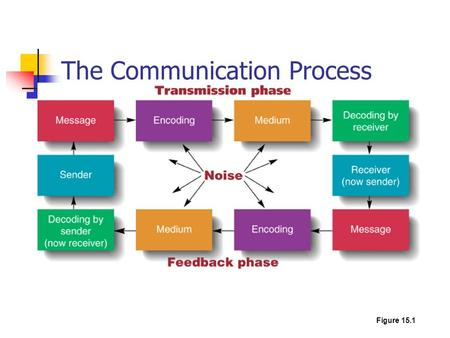 The Communication Process
Transmission phase
Message
Encoding
Medium
Decoding by
receiver
Sender
Noise
Receiver
(now sender)
Decoding by
sender
(now receiver)
Medium
Encoding
Message
Feedback phase
Figure 15.1